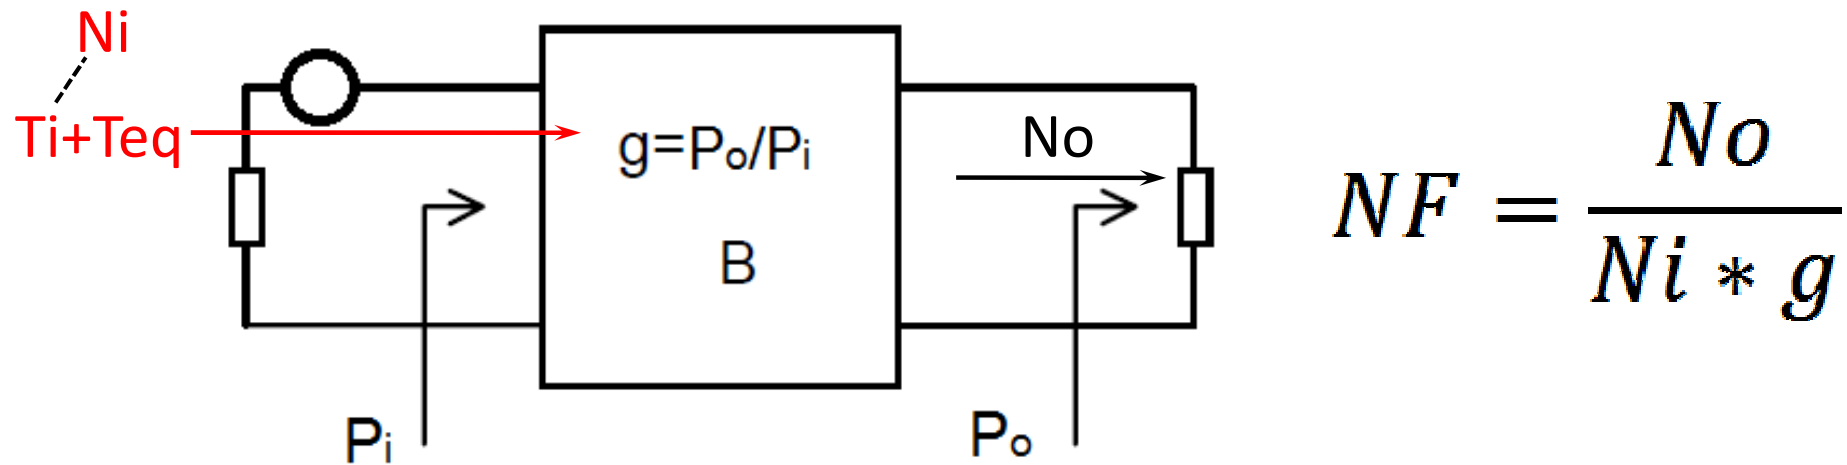 Ni
Ti+Teq
g=Po/Pi
B
No
Pi
Po
NF = No
Ni * g